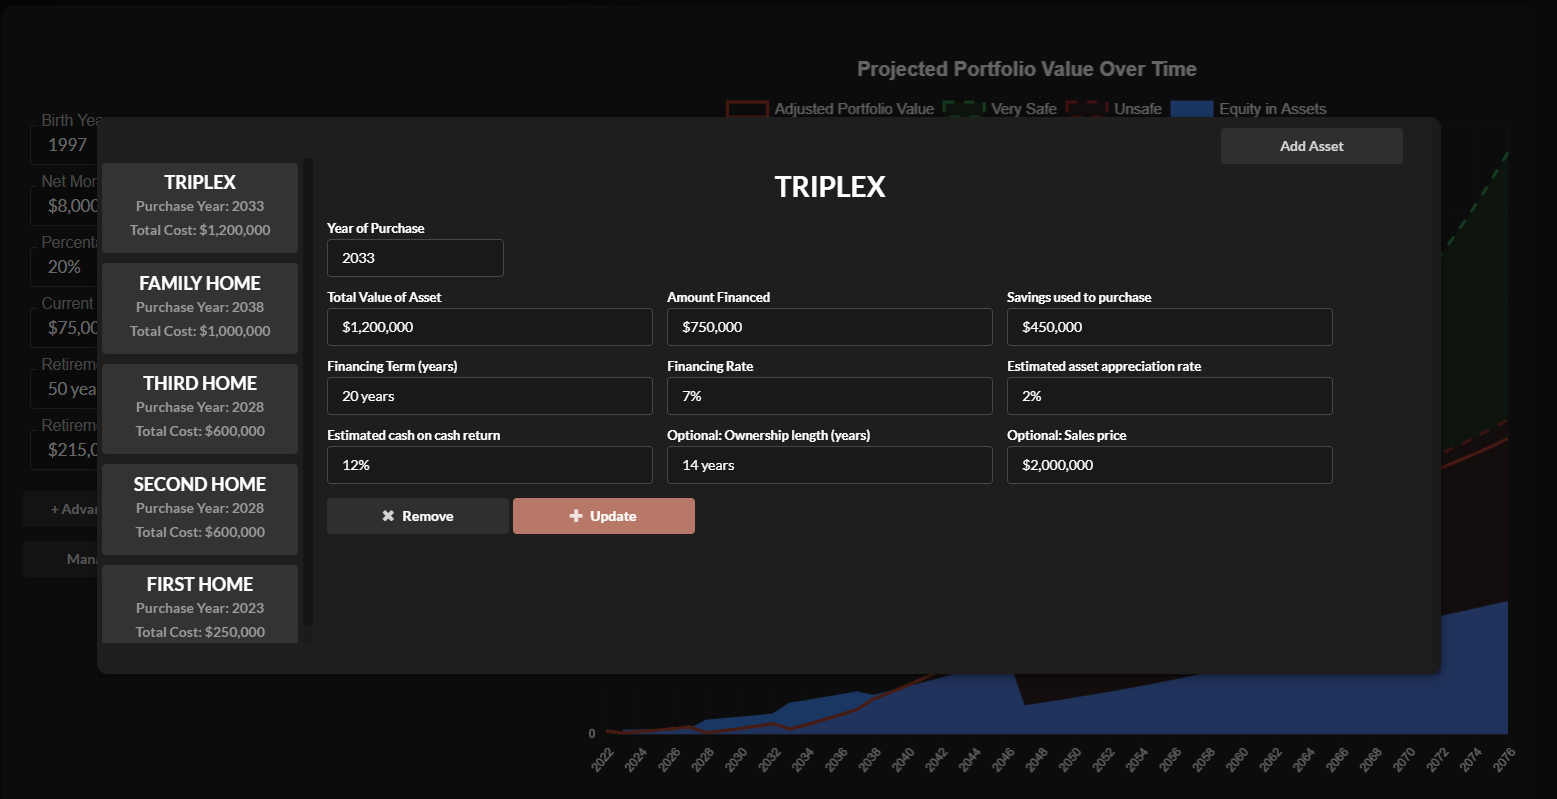 Projected Portfolio Value Over Time
Adjusted Portfolio Value Very Safe Unsafe Equity in Assets
Birth Yea
1997
Net Mon
$8,000
Percenta
20%
Current
$75,00
Retirem
50 yea
Retirem
$215,0
+ Advan
Mana
Add Asset
TRIPLEX
Purchase Year: 2033
Total Cost: $1,200,000
FAMILY HOME
Purchase Year: 2038
Total Cost: $1,000,000
THIRD HOME
Purchase Year: 2028
Total Cost: $600,000
SECOND HOME
Purchase Year: 2028
Total Cost: $600,000
FIRST HOME
Purchase Year: 2023
Total Cost: $250,000
TRIPLEX
Year of Purchase
2033
Total Value of Asset Amount Financed Savings used to purchase
$1,200,000 $750,000 $450,000
Financing Term (years) Financing Rate Estimated asset appreciation rate
20 years 7% 2%
Estimated cash on cash return Optional: Ownership length (years) Optional: Sales price
12% 14 years $2,000,000
✖ Remove ✚ Update
0
2022 2024 2026 2028 2030 2032 2034 2036 2038 2040 2042 2044 2046 2048 2050 2052 2054 2056 2058 2060 2062 2064 2066 2068 2070 2072 2074 2076